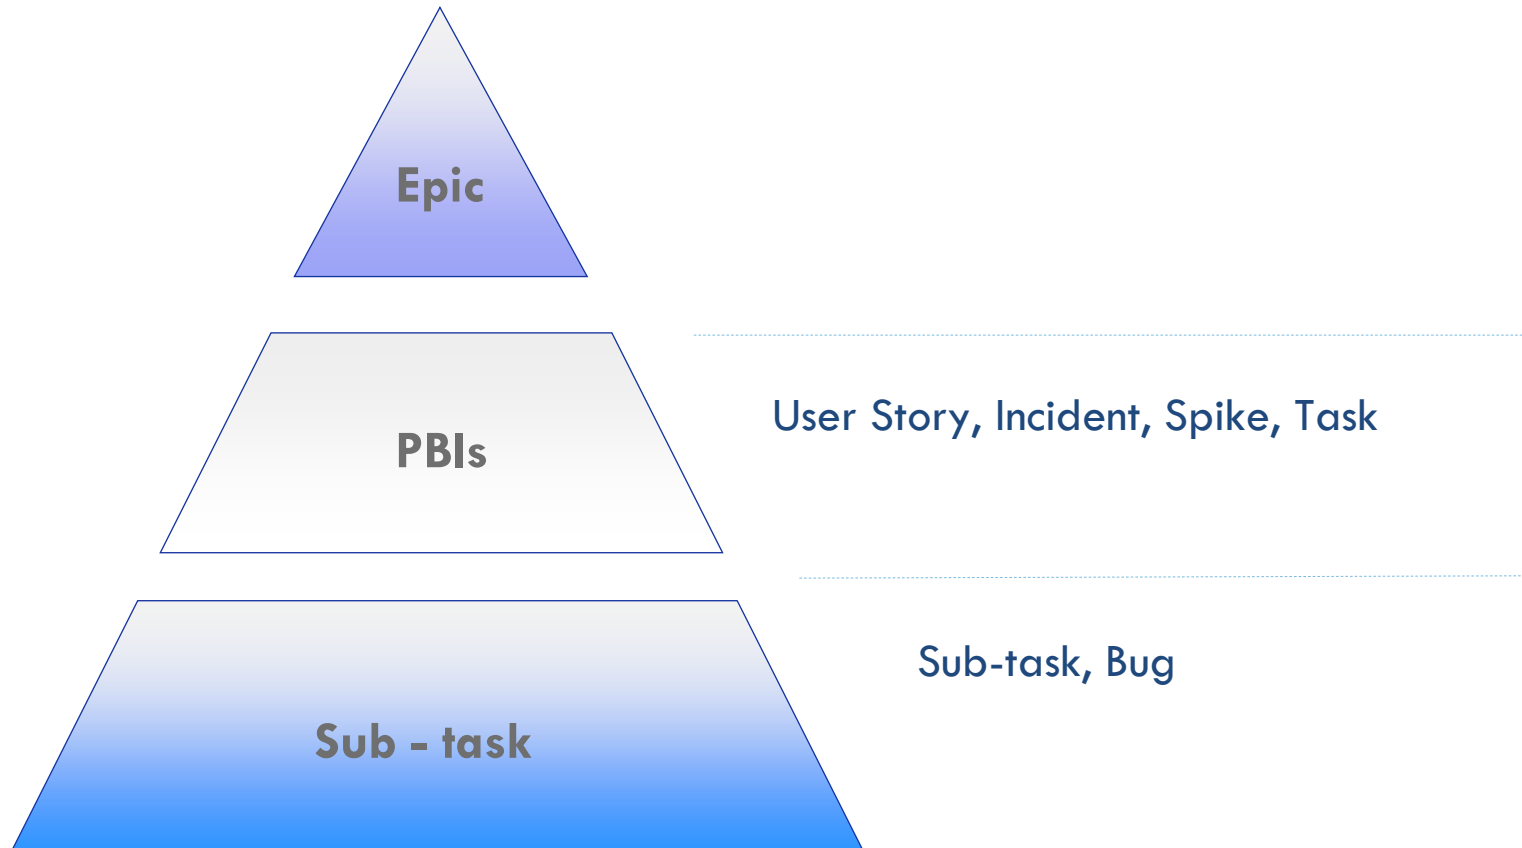 Epic
User Story, Incident, Spike, Task
PBIs
Sub-task, Bug
Sub - task